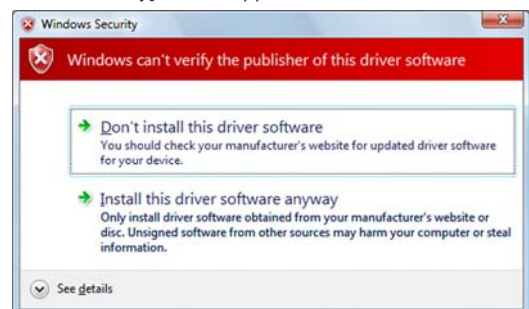 Windows Security
Windows can't verify the publisher of this driver software
Don't install this driver software
You should check your manufacturer's website for updated driver software
for your device.
Install this driver software anyway
Only install driver software obtained from your manufacturer's website or
disc. Unsigned software from other sources may harm your computer or steal
information.
See details